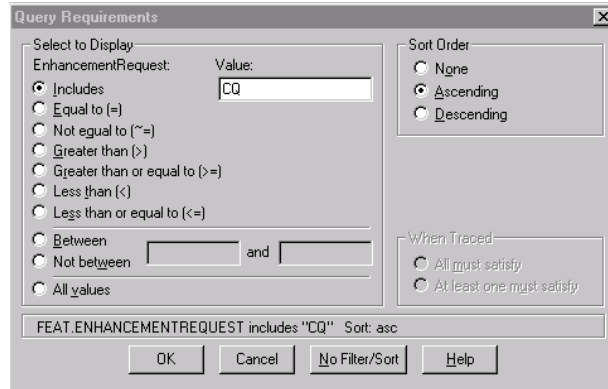 Query Requirements
Select to Display
EnhancementRequest: Value:
Includes CQ
Equal to (=)
Not equal to (~=)
Greater than (>)
Greater than or equal to (>=)
Less than (<)
Less than or equal to (<=)
Between
and
Not between
All values
Sort Order
None
Ascending
Descending
When Traced
All must satisfy
At least one must satisfy
FEAT.ENHANCEMENTREQUEST includes "CQ" Sort: asc
OK Cancel No Filter/Sort Help